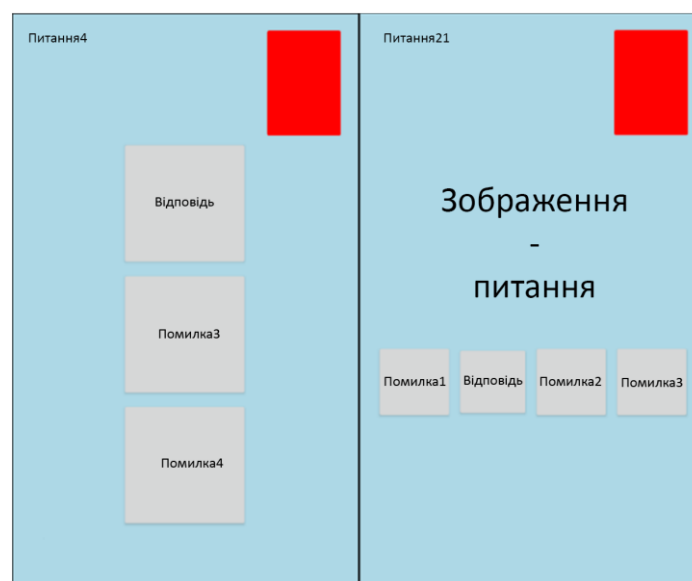 Питання4
Відповідь
Помилка3
Помилка4
Питання21
Зображення
-
питання
Помилка1
Відповідь
Помилка2
Помилка3